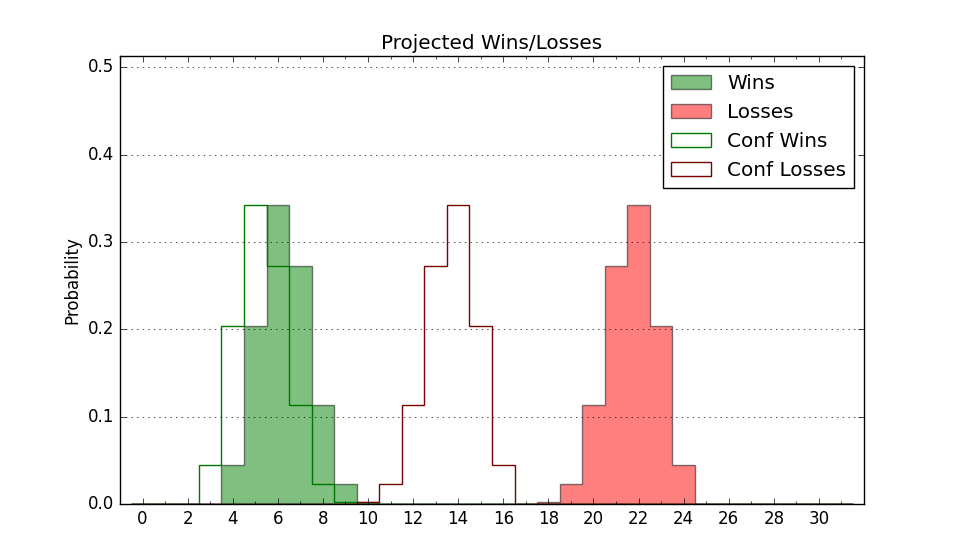 Projected Wins/Losses
0.5
0.4
0.3
0.2
0.1
0.0
Probability
Wins
Losses
Conf Wins
Conf Losses
0 2 4 6 8 10 12 14 16 18 20 22 24 26 28 30